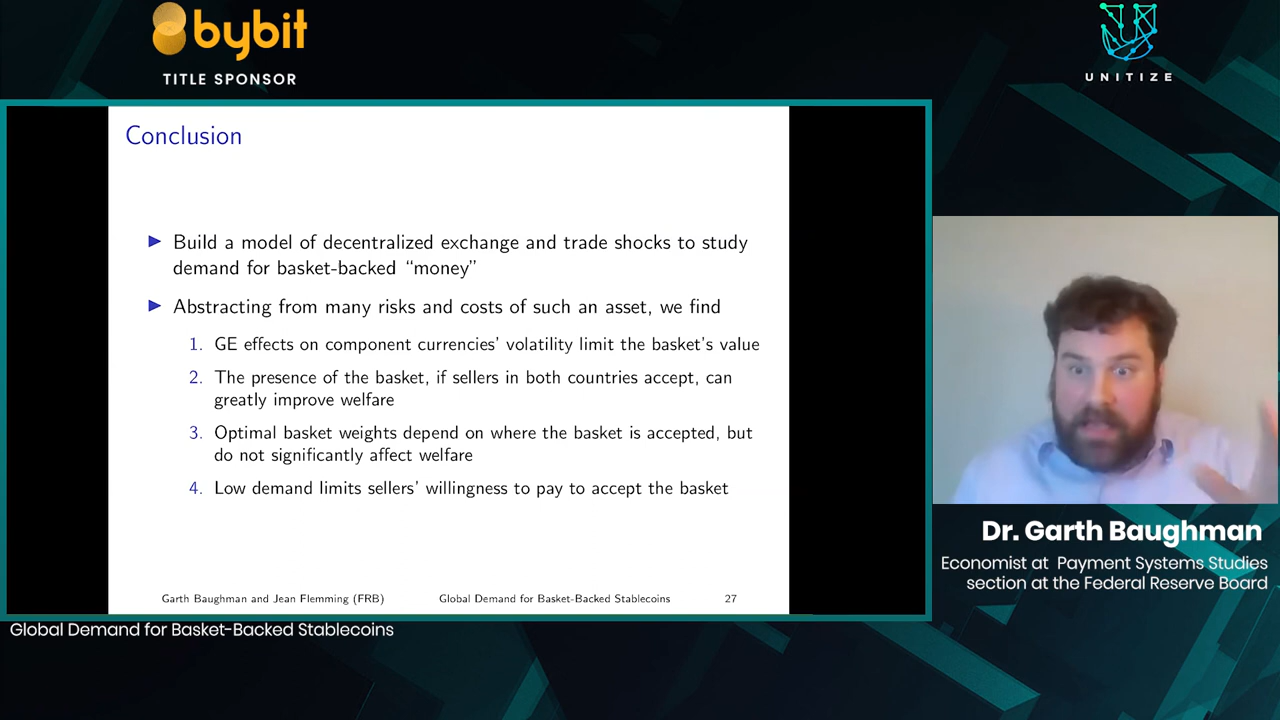 bybit
TITLE SPONSOR
UNITIZE
Conclusion
Build a model of decentralized exchange and trade shocks to study
demand for basket-backed “money”
Abstracting from many risks and costs of such an asset, we find
1. GE effects on component currencies’ volatility limit the basket’s value
2. The presence of the basket, if sellers in both countries accept, can
greatly improve welfare
3. Optimal basket weights depend on where the basket is accepted, but
do not significantly affect welfare
4. Low demand limits sellers’ willingness to pay to accept the basket
Garth Baughman and Jean Flemming (FRB) Global Demand for Basket-Backed Stablecoins 27
Dr. Garth Baughman
Economist at Payment Systems Studies
section at the Federal Reserve Board
Global Demand for Basket-Backed Stablecoins